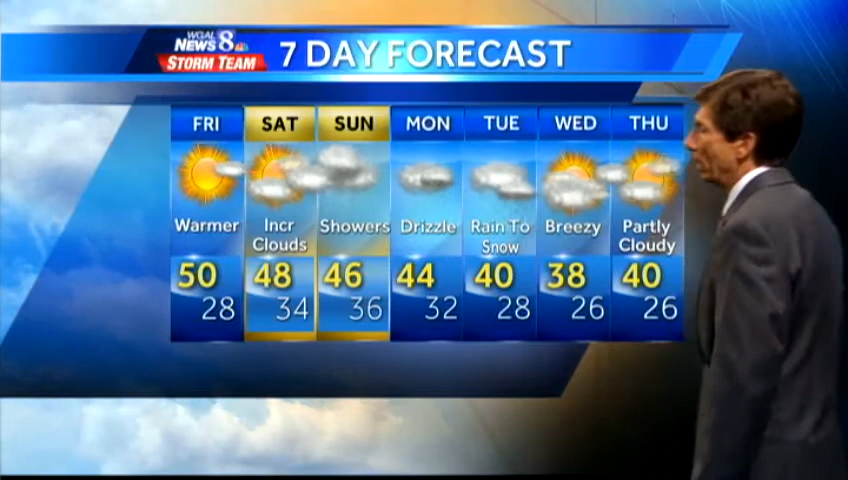 WGAL
NEWS 8
STORM TEAM
7 DAY FORECAST
FRI SAT SUN MON TUE WED THU
Warmer Incr Clouds Showers Drizzle Rain To Snow Breezy Partly Cloudy
50 48 46 44 40 38 40
28 34 36 32 28 26 26